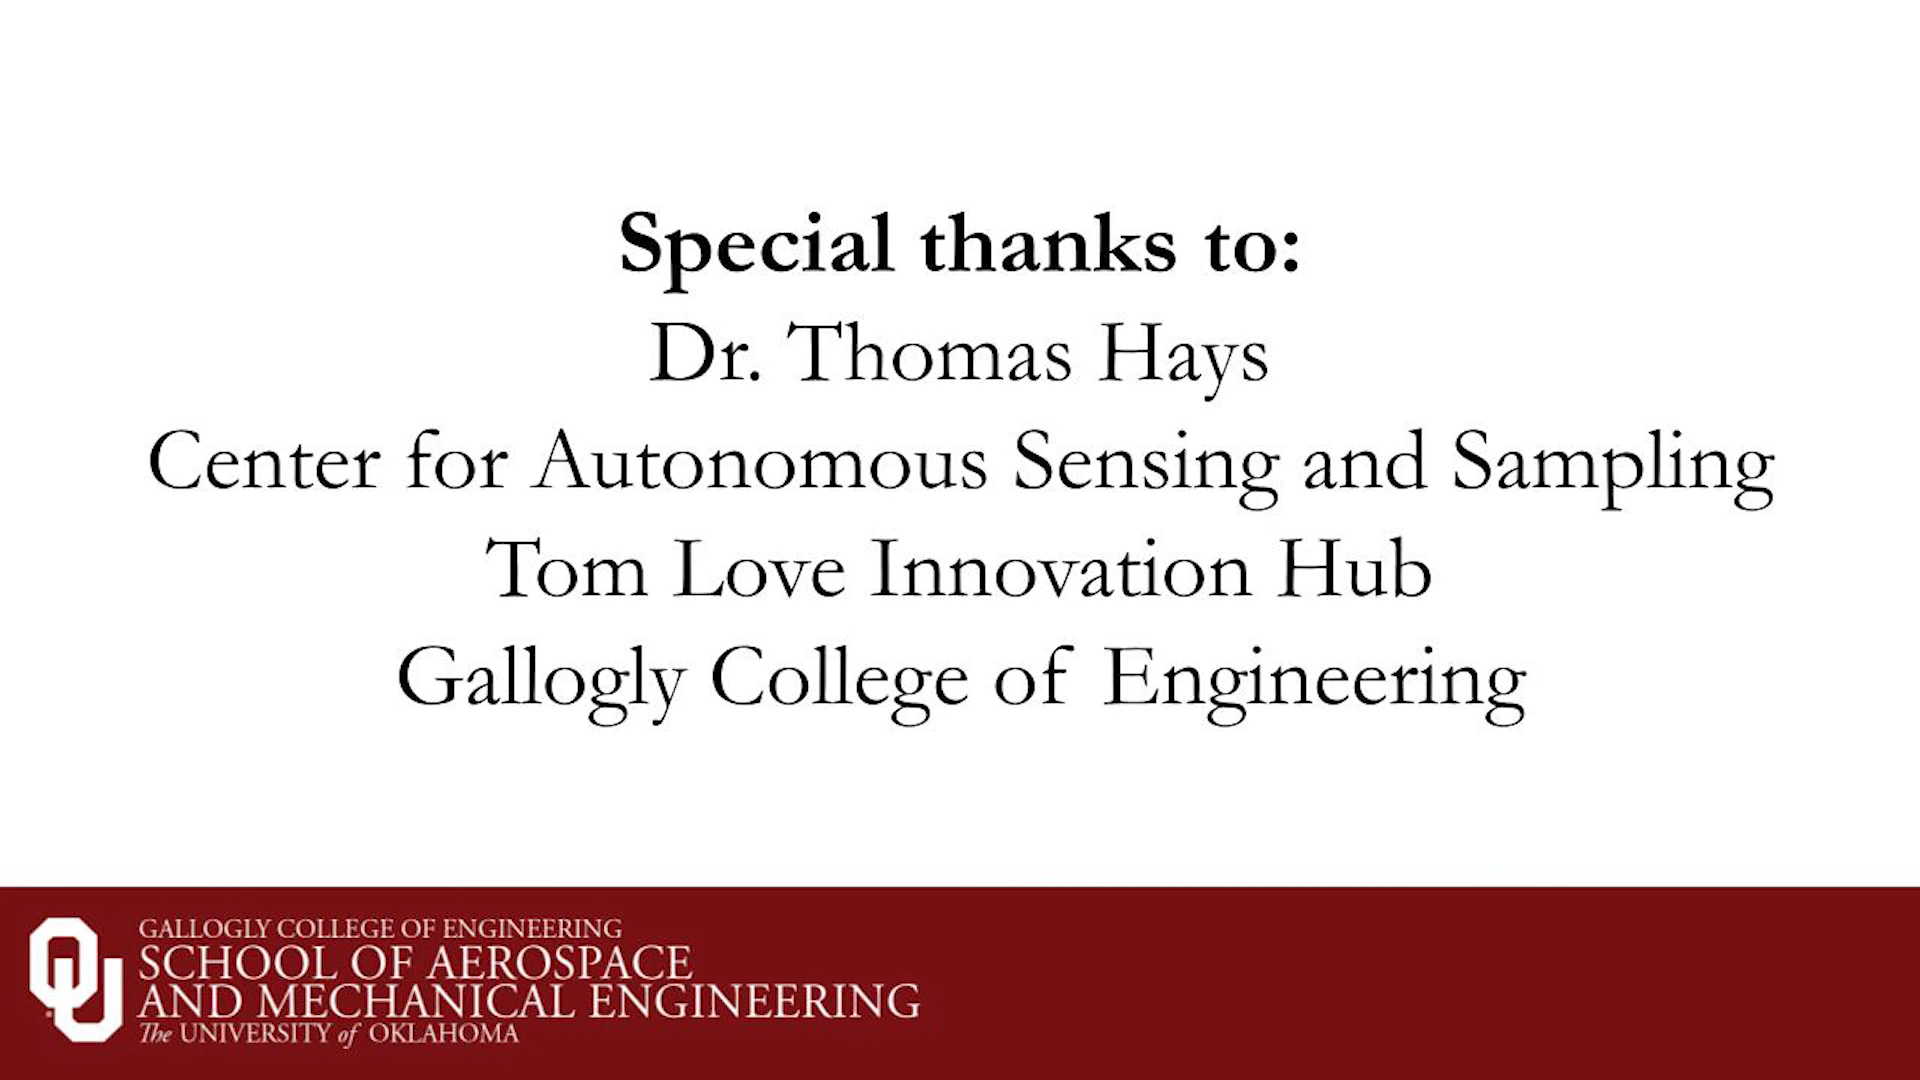 Special thanks to:
Dr. Thomas Hays
Center for Autonomous Sensing and Sampling
Tom Love Innovation Hub
Gallogly College of Engineering
OU
GALLOGLY COLLEGE OF ENGINEERING
SCHOOL OF AEROSPACE
AND MECHANICAL ENGINEERING
The UNIVERSITY of OKLAHOMA